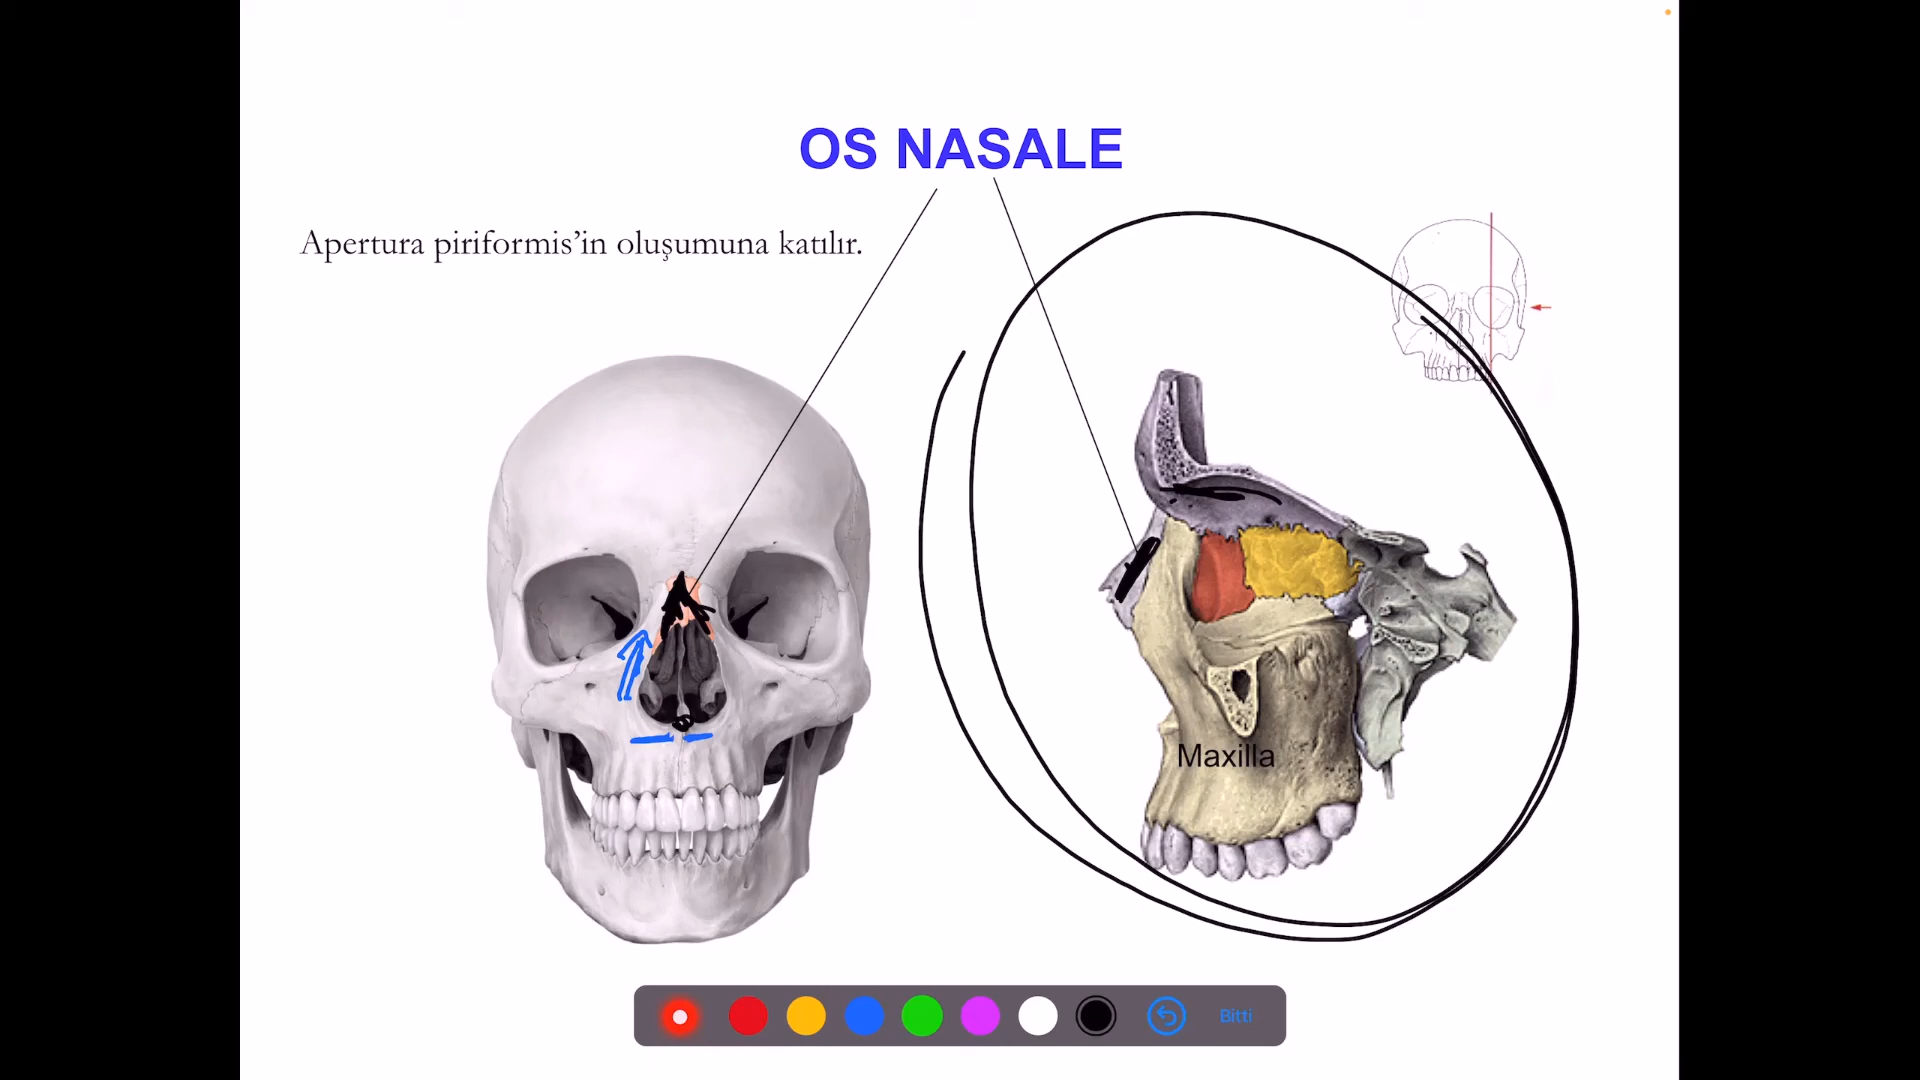 OS NASALE
Apertura piriformis’in oluşumuna katılır.
Maxilla
Bitti